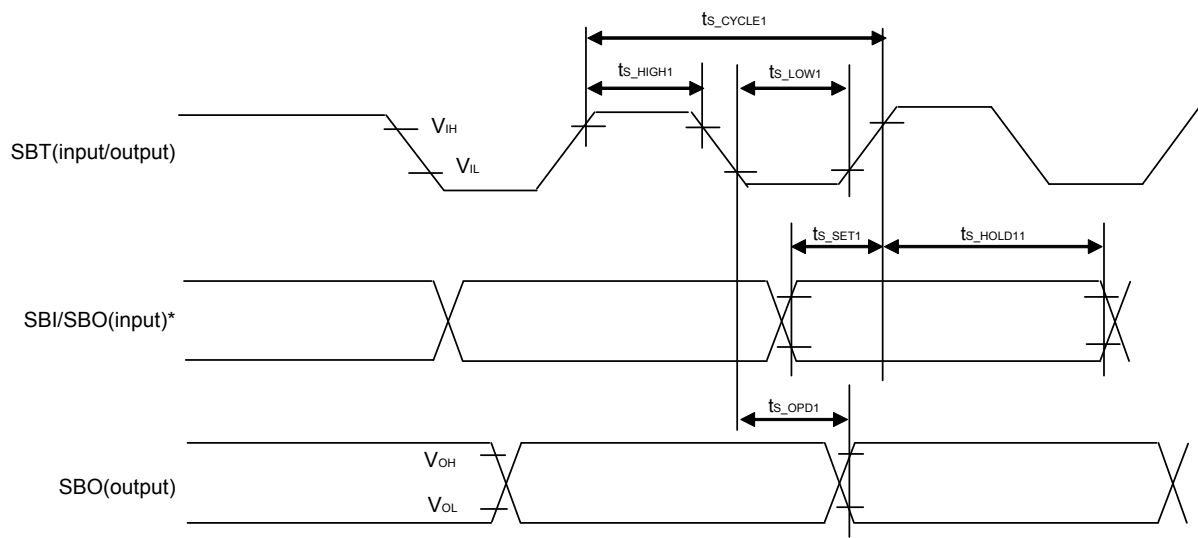 tS_CYCLE1
tS_HIGH1
tS_LOW1
VIH
SBT(input/output)
VIL
tS_SET1
tS_HOLD11
SBI/SBO(input)*
tS_OPD1
VOH
SBO(output)
VOL